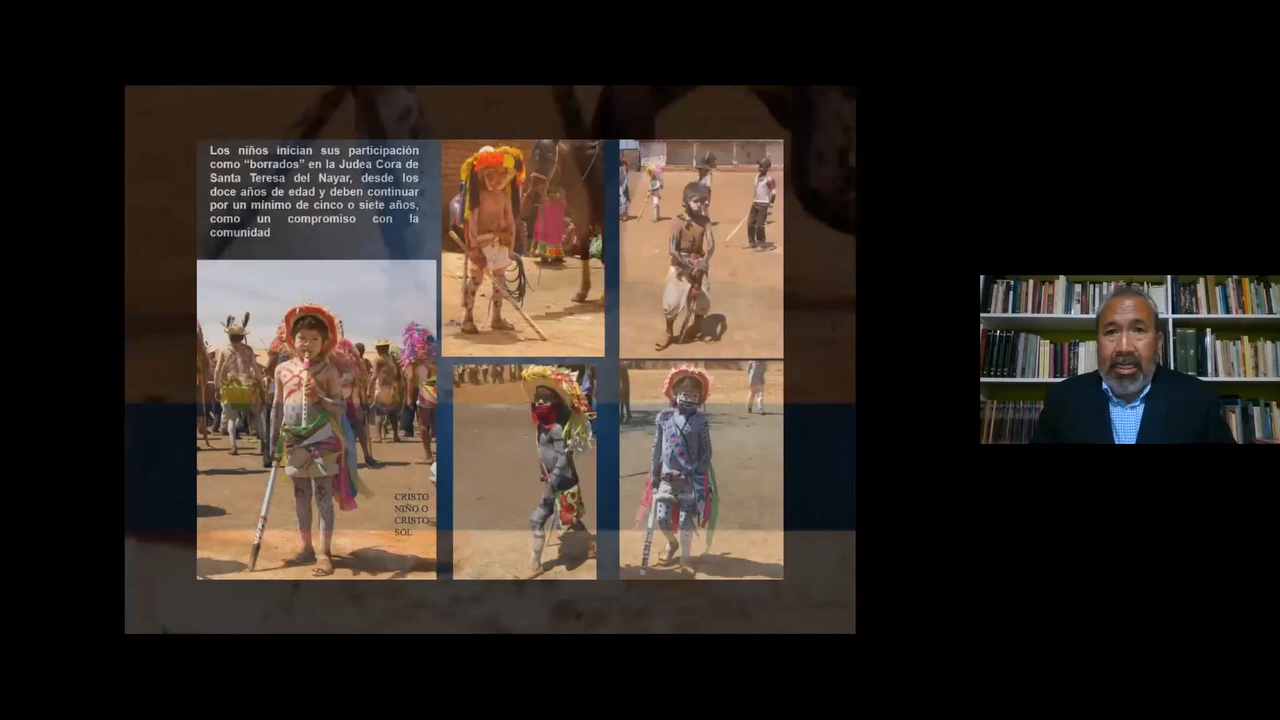 Los niños inician sus participación
como “borrados” en la Judea Cora de
Santa Teresa del Nayar, desde los
doce años de edad y deben continuar
por un mínimo de cinco o siete años,
como un compromiso con la
comunidad
CRISTO
NIÑO O
CRISTO
SOL